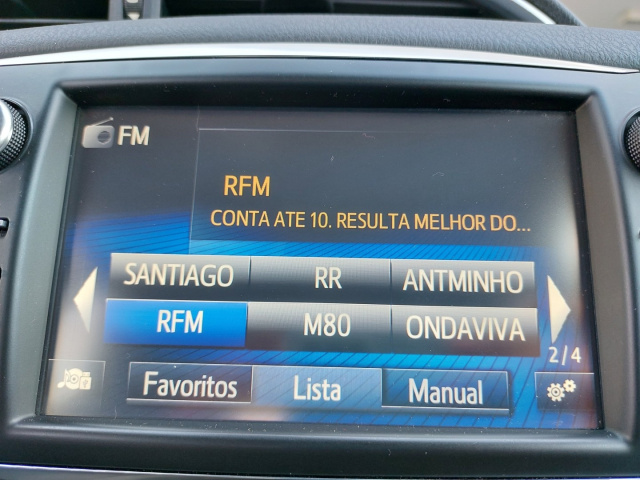 FM
RFM
CONTA ATE 10. RESULTA MELHOR DO...
SANTIAGO RR ANTMINHO
RFM M80 ONDAVIVA
2/4
Favoritos Lista Manual